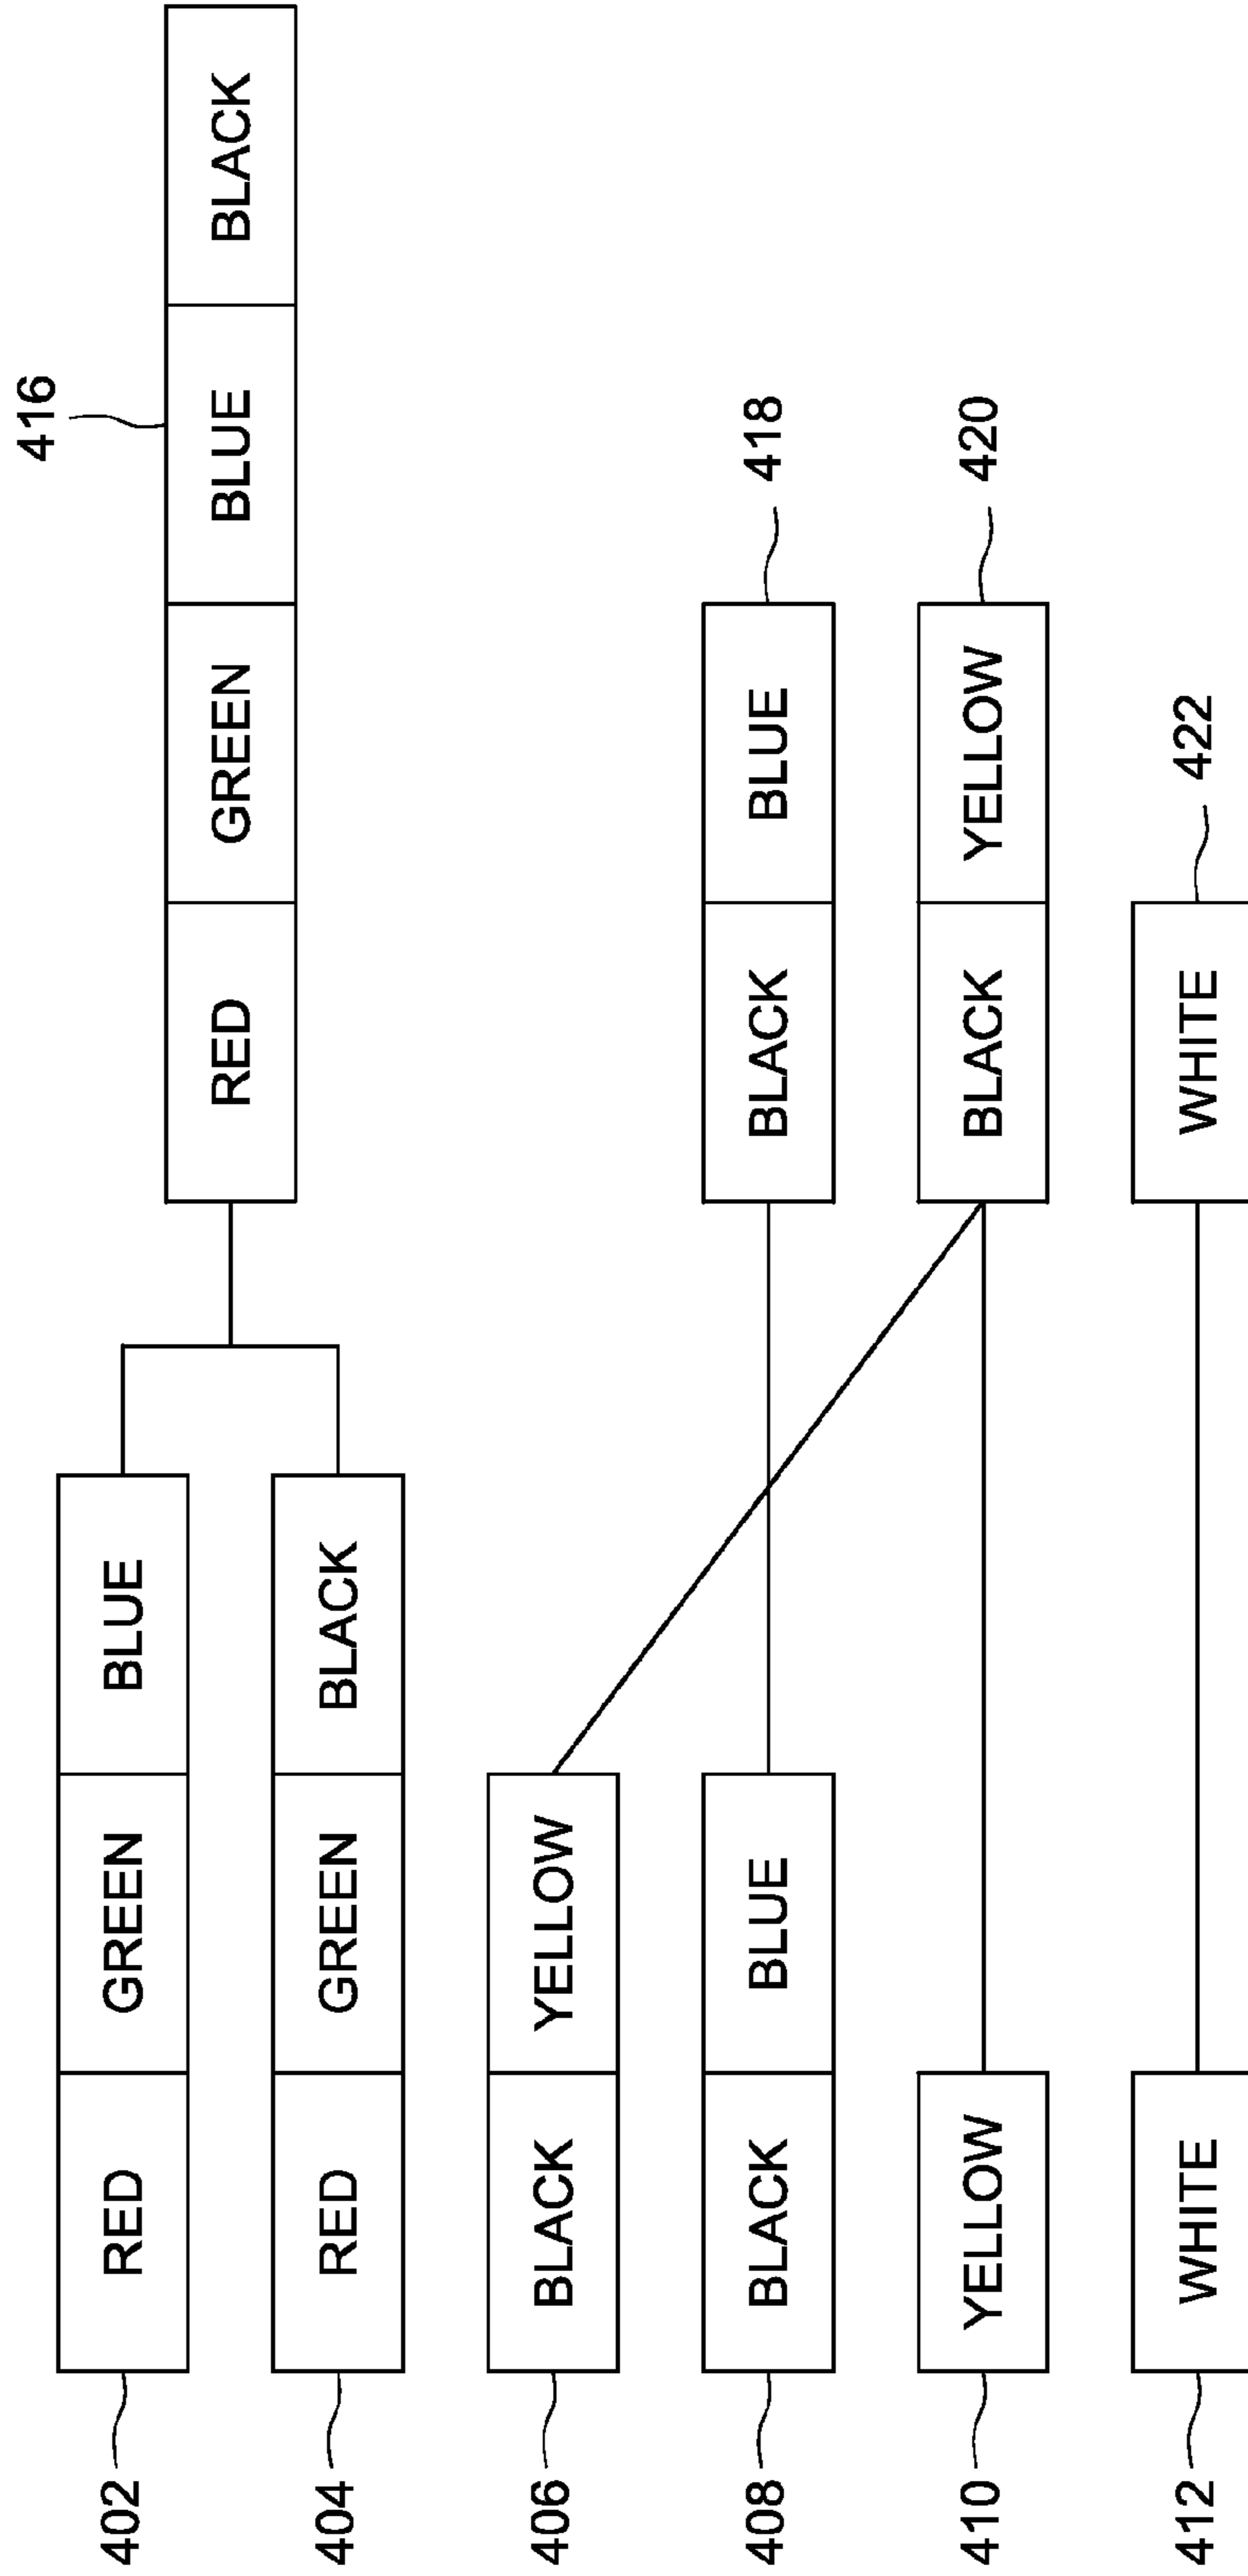 416
402 RED GREEN BLUE
RED GREEN BLUE BLACK
404 RED GREEN BLACK
406 BLACK YELLOW
408 BLACK BLUE BLACK BLUE 418
410 YELLOW BLACK YELLOW 420
412 WHITE WHITE 422